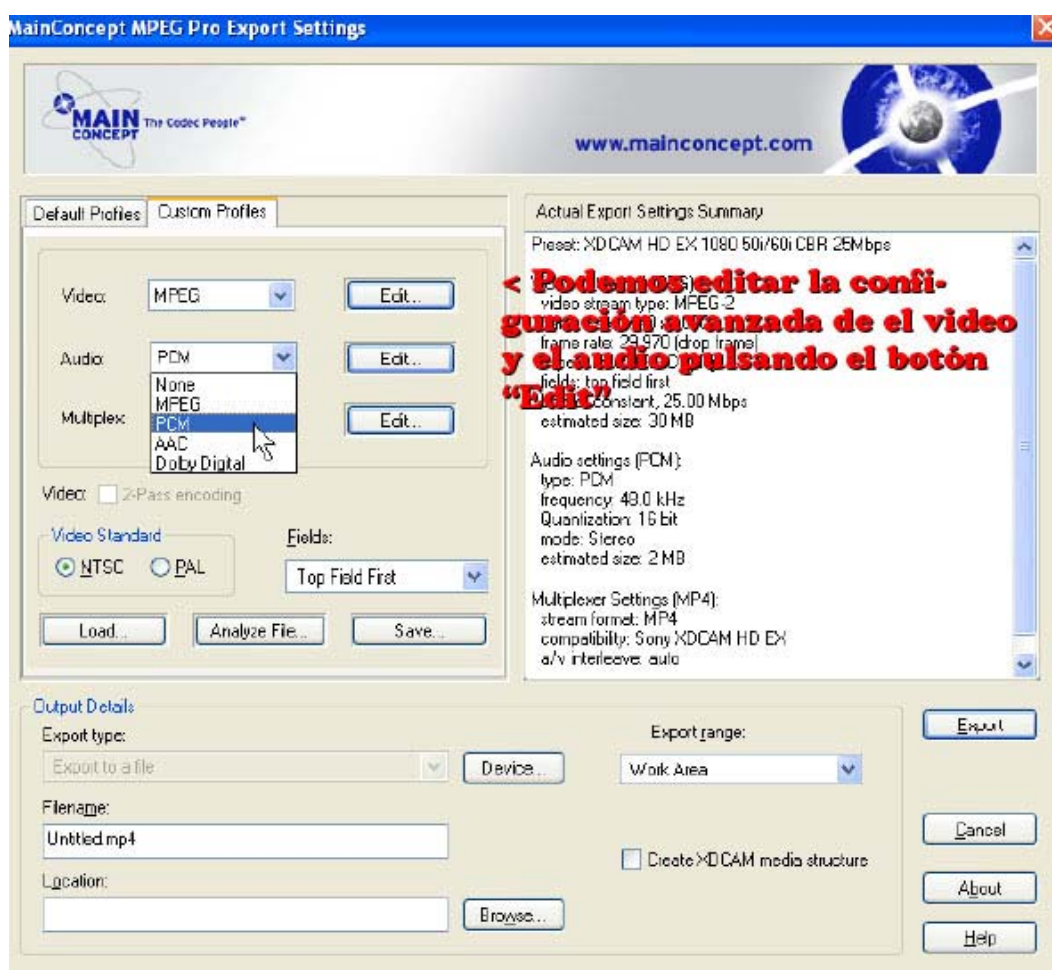 MainConcept MPEG Pro Export Settings
MAIN
CONCEPT
The Codec People™
www.mainconcept.com
Default Profiles
Custom Profiles
Video:
MPEG
Edit...
Audio:
PCM
Edit...
None
MPEG
PCM
AAC
Dolby Digital
Multiplex:
Edit...
Video:
2-Pass encoding
Video Standard
NTSC
PAL
Fields:
Top Field First
Load...
Analyze File...
Save...
Actual Export Settings Summary
Preset: XDCAM HD EX 1080 50i/60i CBR 25Mbps
< Podemos editar la confi-
guración avanzada de el video
y el audio pulsando el botón
“Edit”
video stream type: MPEG-2
frame rate: 29,970 (drop frame)
fields: top field first
constant, 25.00 Mbps
estimated size: 30 MB
Audio settings (PCM):
type: PCM
frequency: 48.0 kHz
Quantization: 16 bit
mode: Stereo
estimated size: 2 MB
Multiplexer Settings (MP4):
stream format: MP4
compatibility: Sony XDCAM HD EX
a/v interleave: auto
Output Details
Export type:
Export to a file
Device...
Export range:
Work Area
Filename:
Untitled.mp4
Create XDCAM media structure
Location:
Browse...
Export
Cancel
About
Help